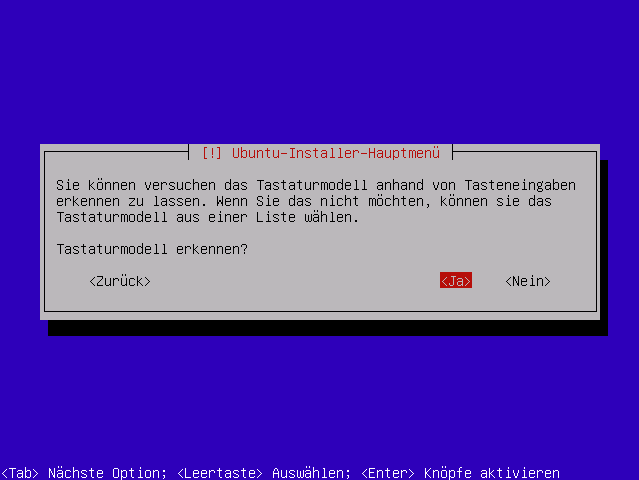 [!] Ubuntu-Installer-Hauptmenü
Sie können versuchen das Tastaturmodell anhand von Tasteneingaben
erkennen zu lassen. Wenn Sie das nicht möchten, können sie das
Tastaturmodell aus einer Liste wählen.
Tastaturmodell erkennen?
<Zurück> <Ja> <Nein>
<Tab> Nächste Option; <Leertaste> Auswählen; <Enter> Knöpfe aktivieren